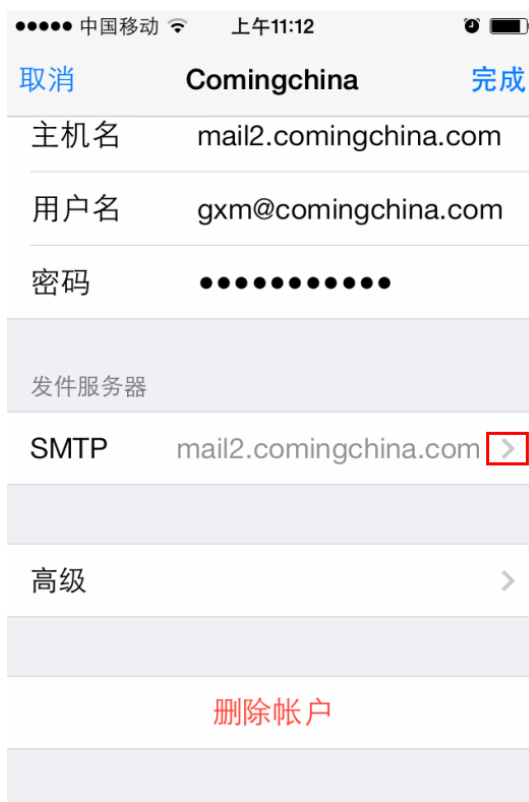 中国移动 上午11:12
取消 Comingchina 完成
主机名 mail2.comingchina.com
用户名 gxm@comingchina.com
密码 ●●●●●●●●●●●
发件服务器
SMTP mail2.comingchina.com
高级
删除帐户